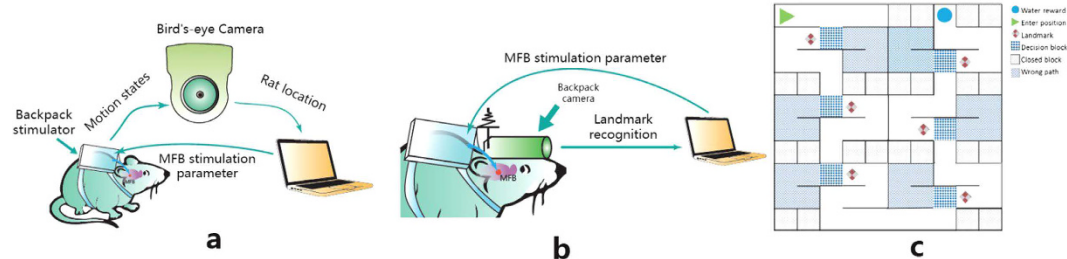 Bird's-eye Camera
Motion states
Rat location
Backpack
stimulator
MFB stimulation
parameter
a
MFB stimulation parameter
Backpack
camera
Landmark
recognition
MFB
b
Water reward
Enter position
Landmark
Decision block
Closed block
Wrong path
c